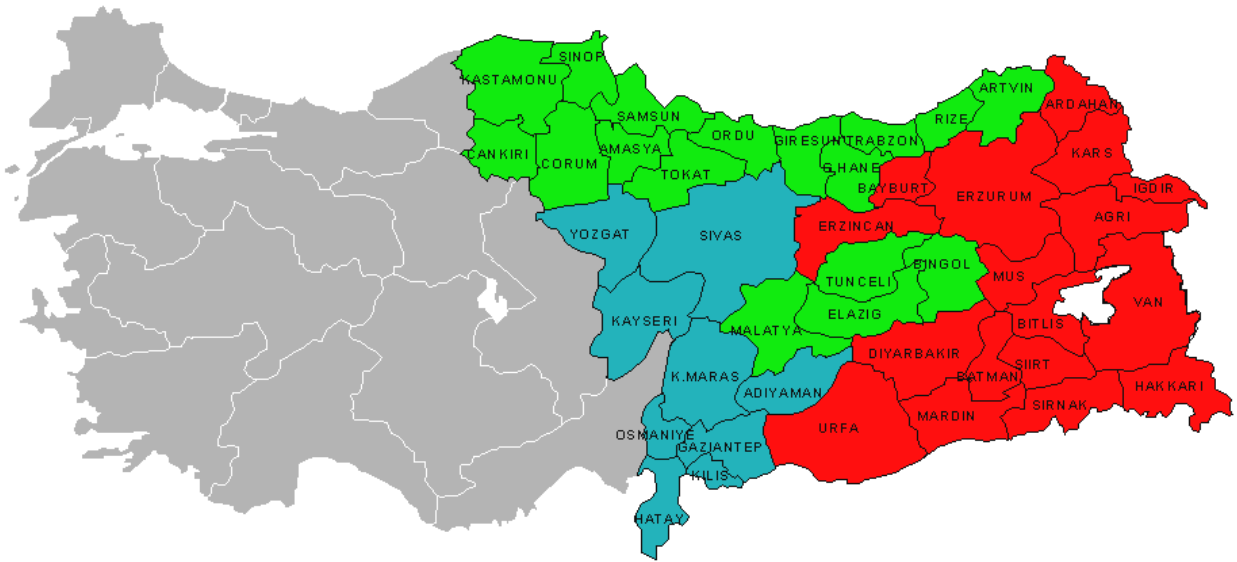 SINOP
KASTAMONU
ARTVIN
ARDAHAN
SAMSUN
RIZE
ORDU
GIRESUN
TRABZON
CANKIRI
CORUM
AMASYA
KARS
TOKAT
G.HANE
BAYBURT
IGDIR
ERZURUM
AGRI
YOZGAT
SIVAS
ERZINCAN
BINGOL
TUNCELI
MUS
VAN
KAYSERI
MALATYA
ELAZIG
BITLIS
DIYARBAKIR
SIIRT
K.MARAS
BATMAN
ADIYAMAN
HAKKARI
SIRNAK
MARDIN
OSMANIYE
URFA
GAZIANTEP
KILIS
HATAY